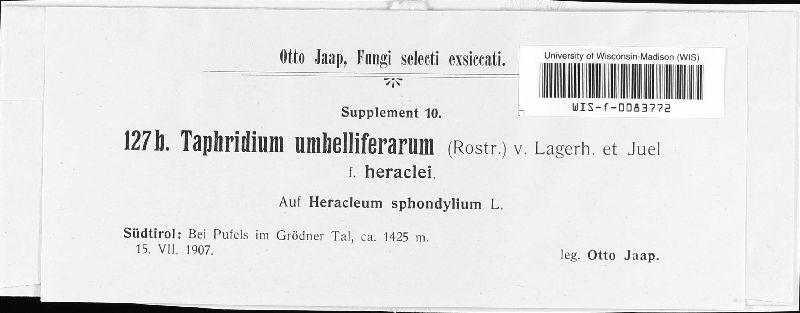 Otto Jaap, Fungi selecti exsiccati.
University of Wisconsin-Madison (WIS)
WIS-f-0083772
Supplement 10.
127b. Taphridium umbelliferarum (Rostr.) v. Lagerh. et Juel
f. heraclei.
Auf Heracleum sphondylium L.
Südtirol: Bei Pufels im Grödner Tal, ca. 1425 m.
15. VII. 1907.
leg. Otto Jaap.